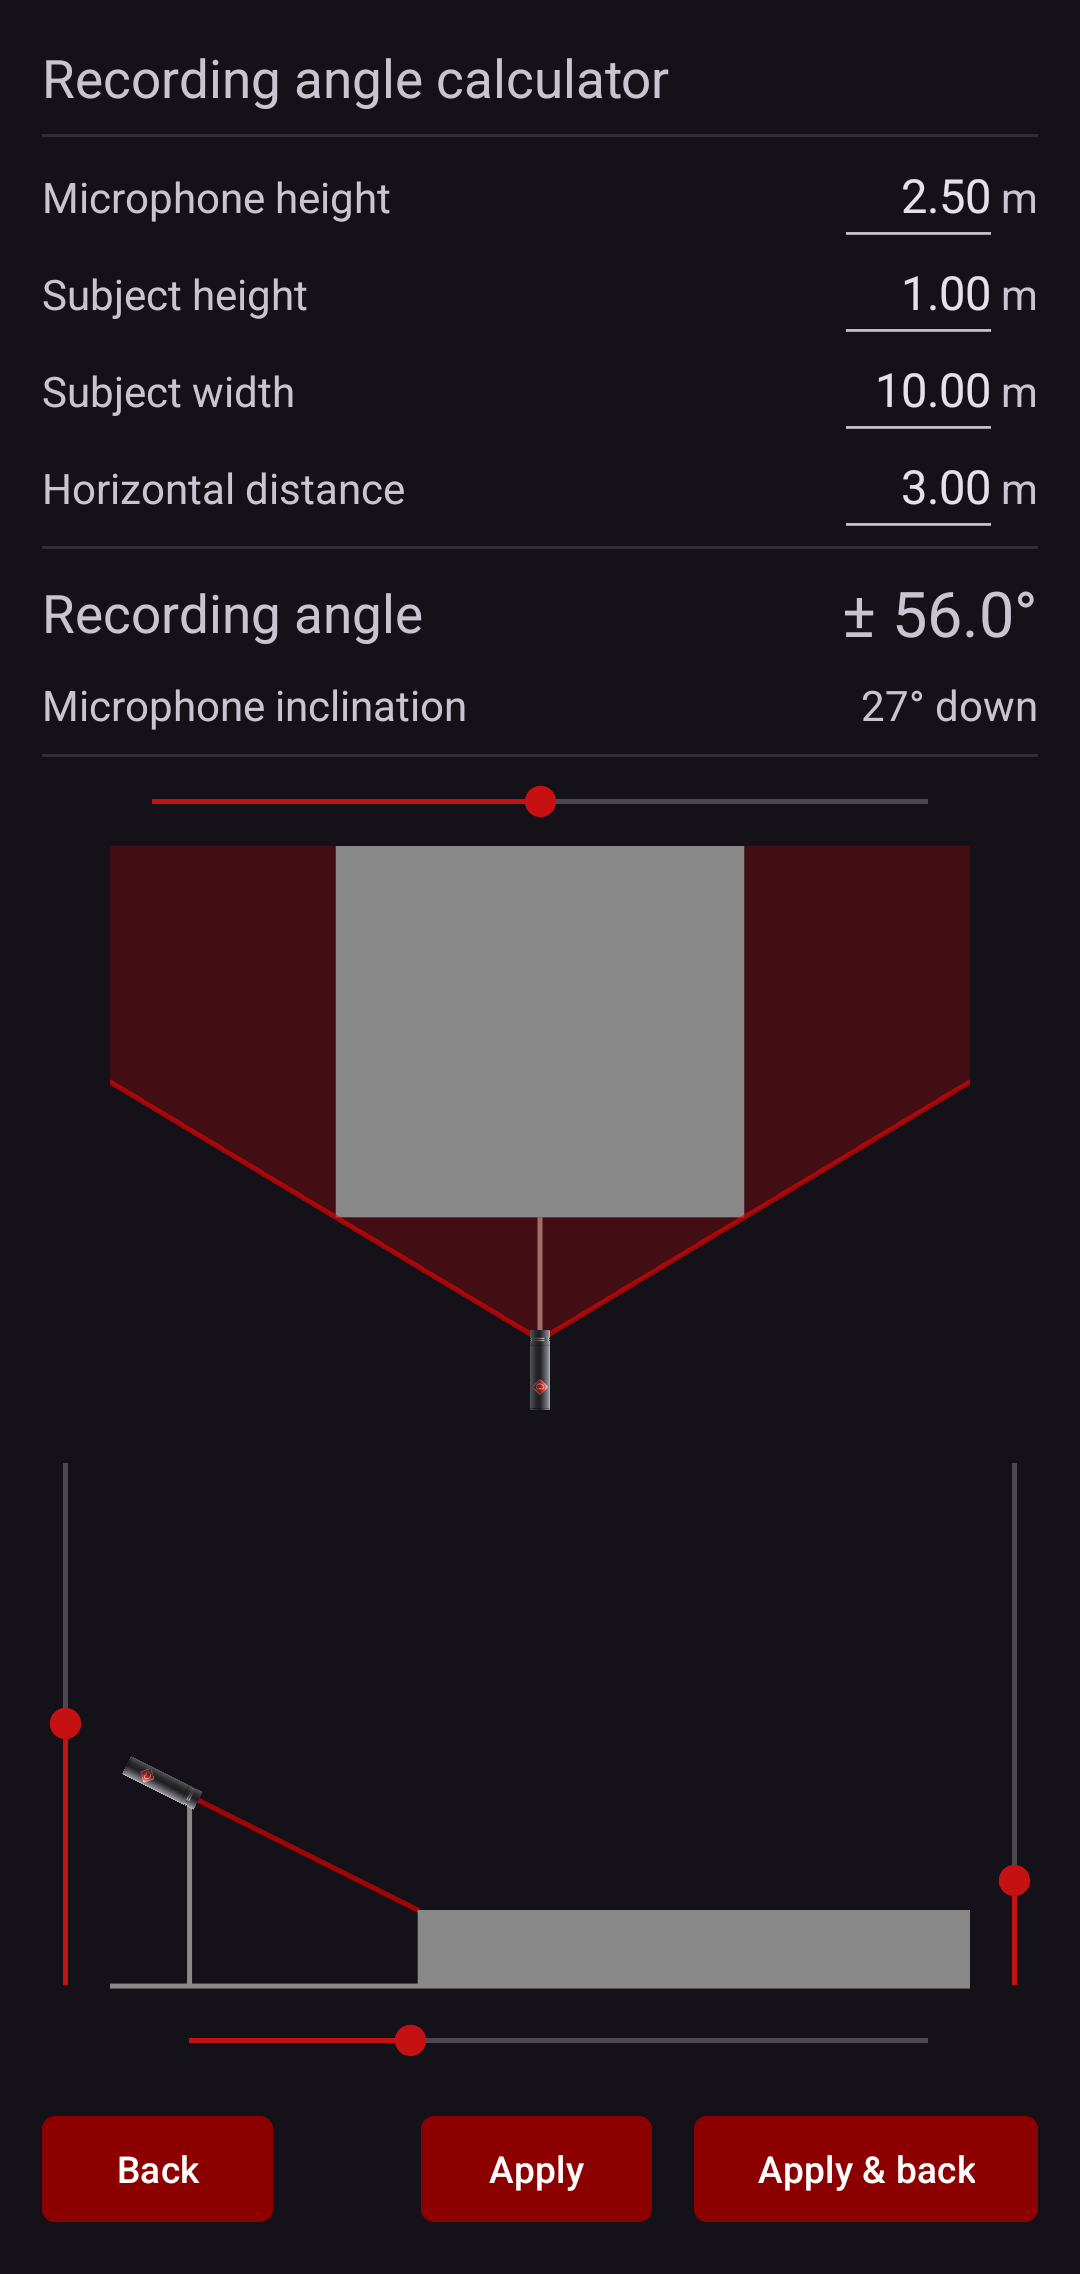 Recording angle calculator
Microphone height 2.50 m
Subject height 1.00 m
Subject width 10.00 m
Horizontal distance 3.00 m
Recording angle ± 56.0°
Microphone inclination 27° down
Back Apply Apply & back